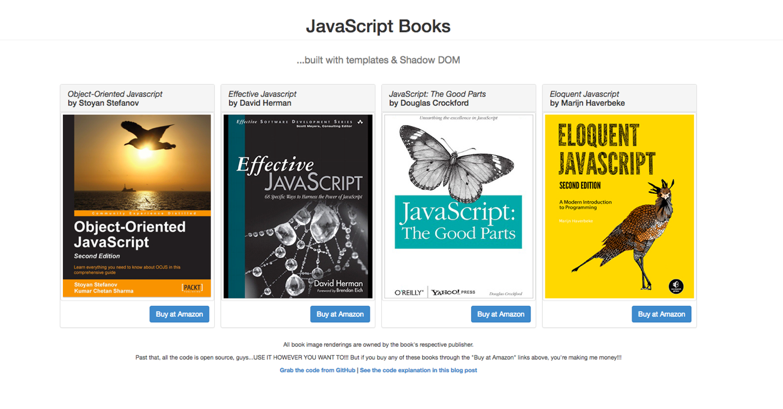 JavaScript Books
...built with templates & Shadow DOM
Object-Oriented Javascript
by Stoyan Stefanov
Community Experience Distilled
Object-Oriented
JavaScript
Second Edition
Learn everything you need to know about OOJS in this
comprehensive guide
Stoyan Stefanov
Kumar Chetan Sharma
PACKT
Buy at Amazon
Effective Javascript
by David Herman
Effective SOFTWARE DEVELOPMENT SERIES
Scott Meyers, Consulting Editor
Effective
JAVASCRIPT
68 Specific Ways to Harness the Power of JavaScript
David Herman
Foreword by Brendan Eich
Buy at Amazon
JavaScript: The Good Parts
by Douglas Crockford
Unearthing the excellence in JavaScript
JavaScript:
The Good Parts
O'REILLY | YAHOO! PRESS
Douglas Crockford
Buy at Amazon
Eloquent Javascript
by Marijn Haverbeke
ELOQUENT
JAVASCRIPT
SECOND EDITION
A Modern Introduction
to Programming
Marijn Haverbeke
Buy at Amazon
All book image renderings are owned by the book's respective publisher.
Past that, all the code is open source, guys...USE IT HOWEVER YOU WANT TO!!! But if you buy any of these books through the "Buy at Amazon" links above, you're making me money!!!
Grab the code from GitHub | See the code explanation in this blog post